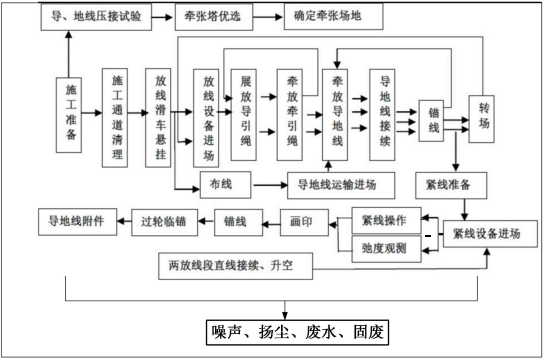 导、地线压接试验
牵张塔优选
确定牵张场地
施工准备
施工通道清理
放线滑车悬挂
放线设备进场
展放导引绳
牵放牵引绳
牵放导地线
导地线接续
锚线
转场
布线
导地线运输进场
紧线准备
导地线附件
过轮临锚
锚线
画印
紧线操作
弛度观测
紧线设备进场
两放线段直线接续、升空
噪声、扬尘、废水、固废